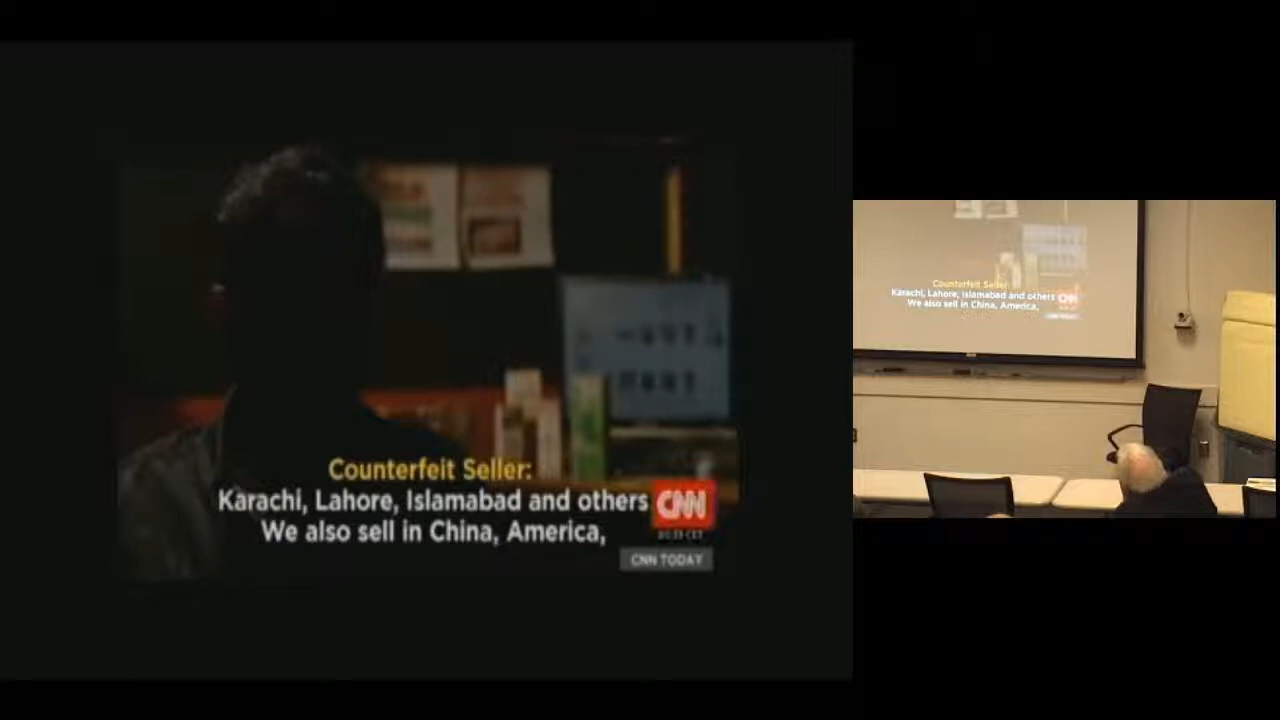 Counterfeit Seller:
Karachi, Lahore, Islamabad and others
We also sell in China, America,
CNN
CNN TODAY
Counterfeit Seller:
Karachi, Lahore, Islamabad and others
We also sell in China, America,
CNN